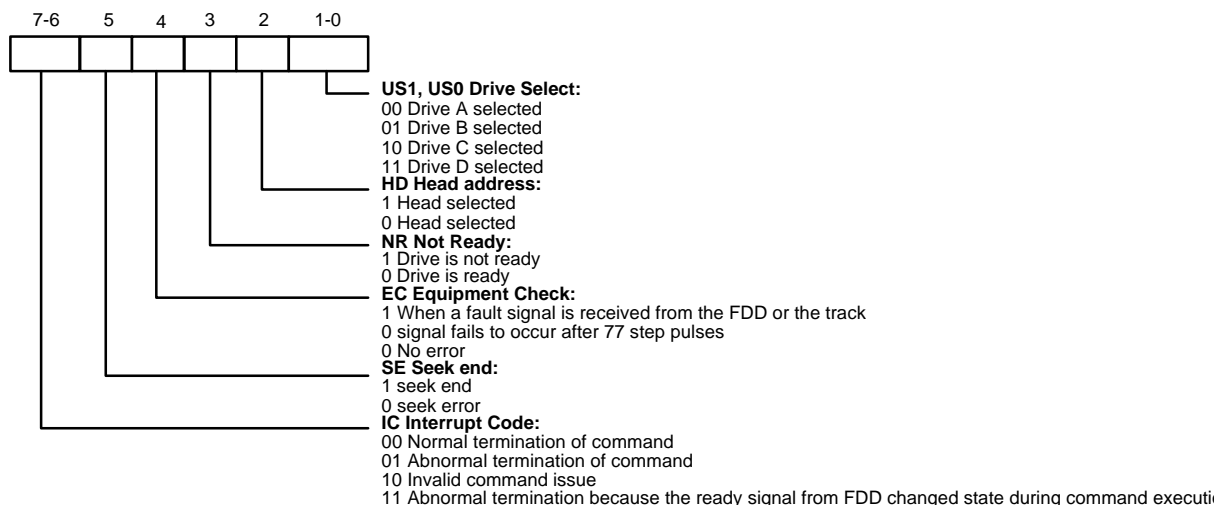 7-6 5 4 3 2 1-0
US1, US0 Drive Select:
00 Drive A selected
01 Drive B selected
10 Drive C selected
11 Drive D selected
HD Head address:
1 Head selected
0 Head selected
NR Not Ready:
1 Drive is not ready
0 Drive is ready
EC Equipment Check:
1 When a fault signal is received from the FDD or the track
0 signal fails to occur after 77 step pulses
0 No error
SE Seek end:
1 seek end
0 seek error
IC Interrupt Code:
00 Normal termination of command
01 Abnormal termination of command
10 Invalid command issue
11 Abnormal termination because the ready signal from FDD changed state during command